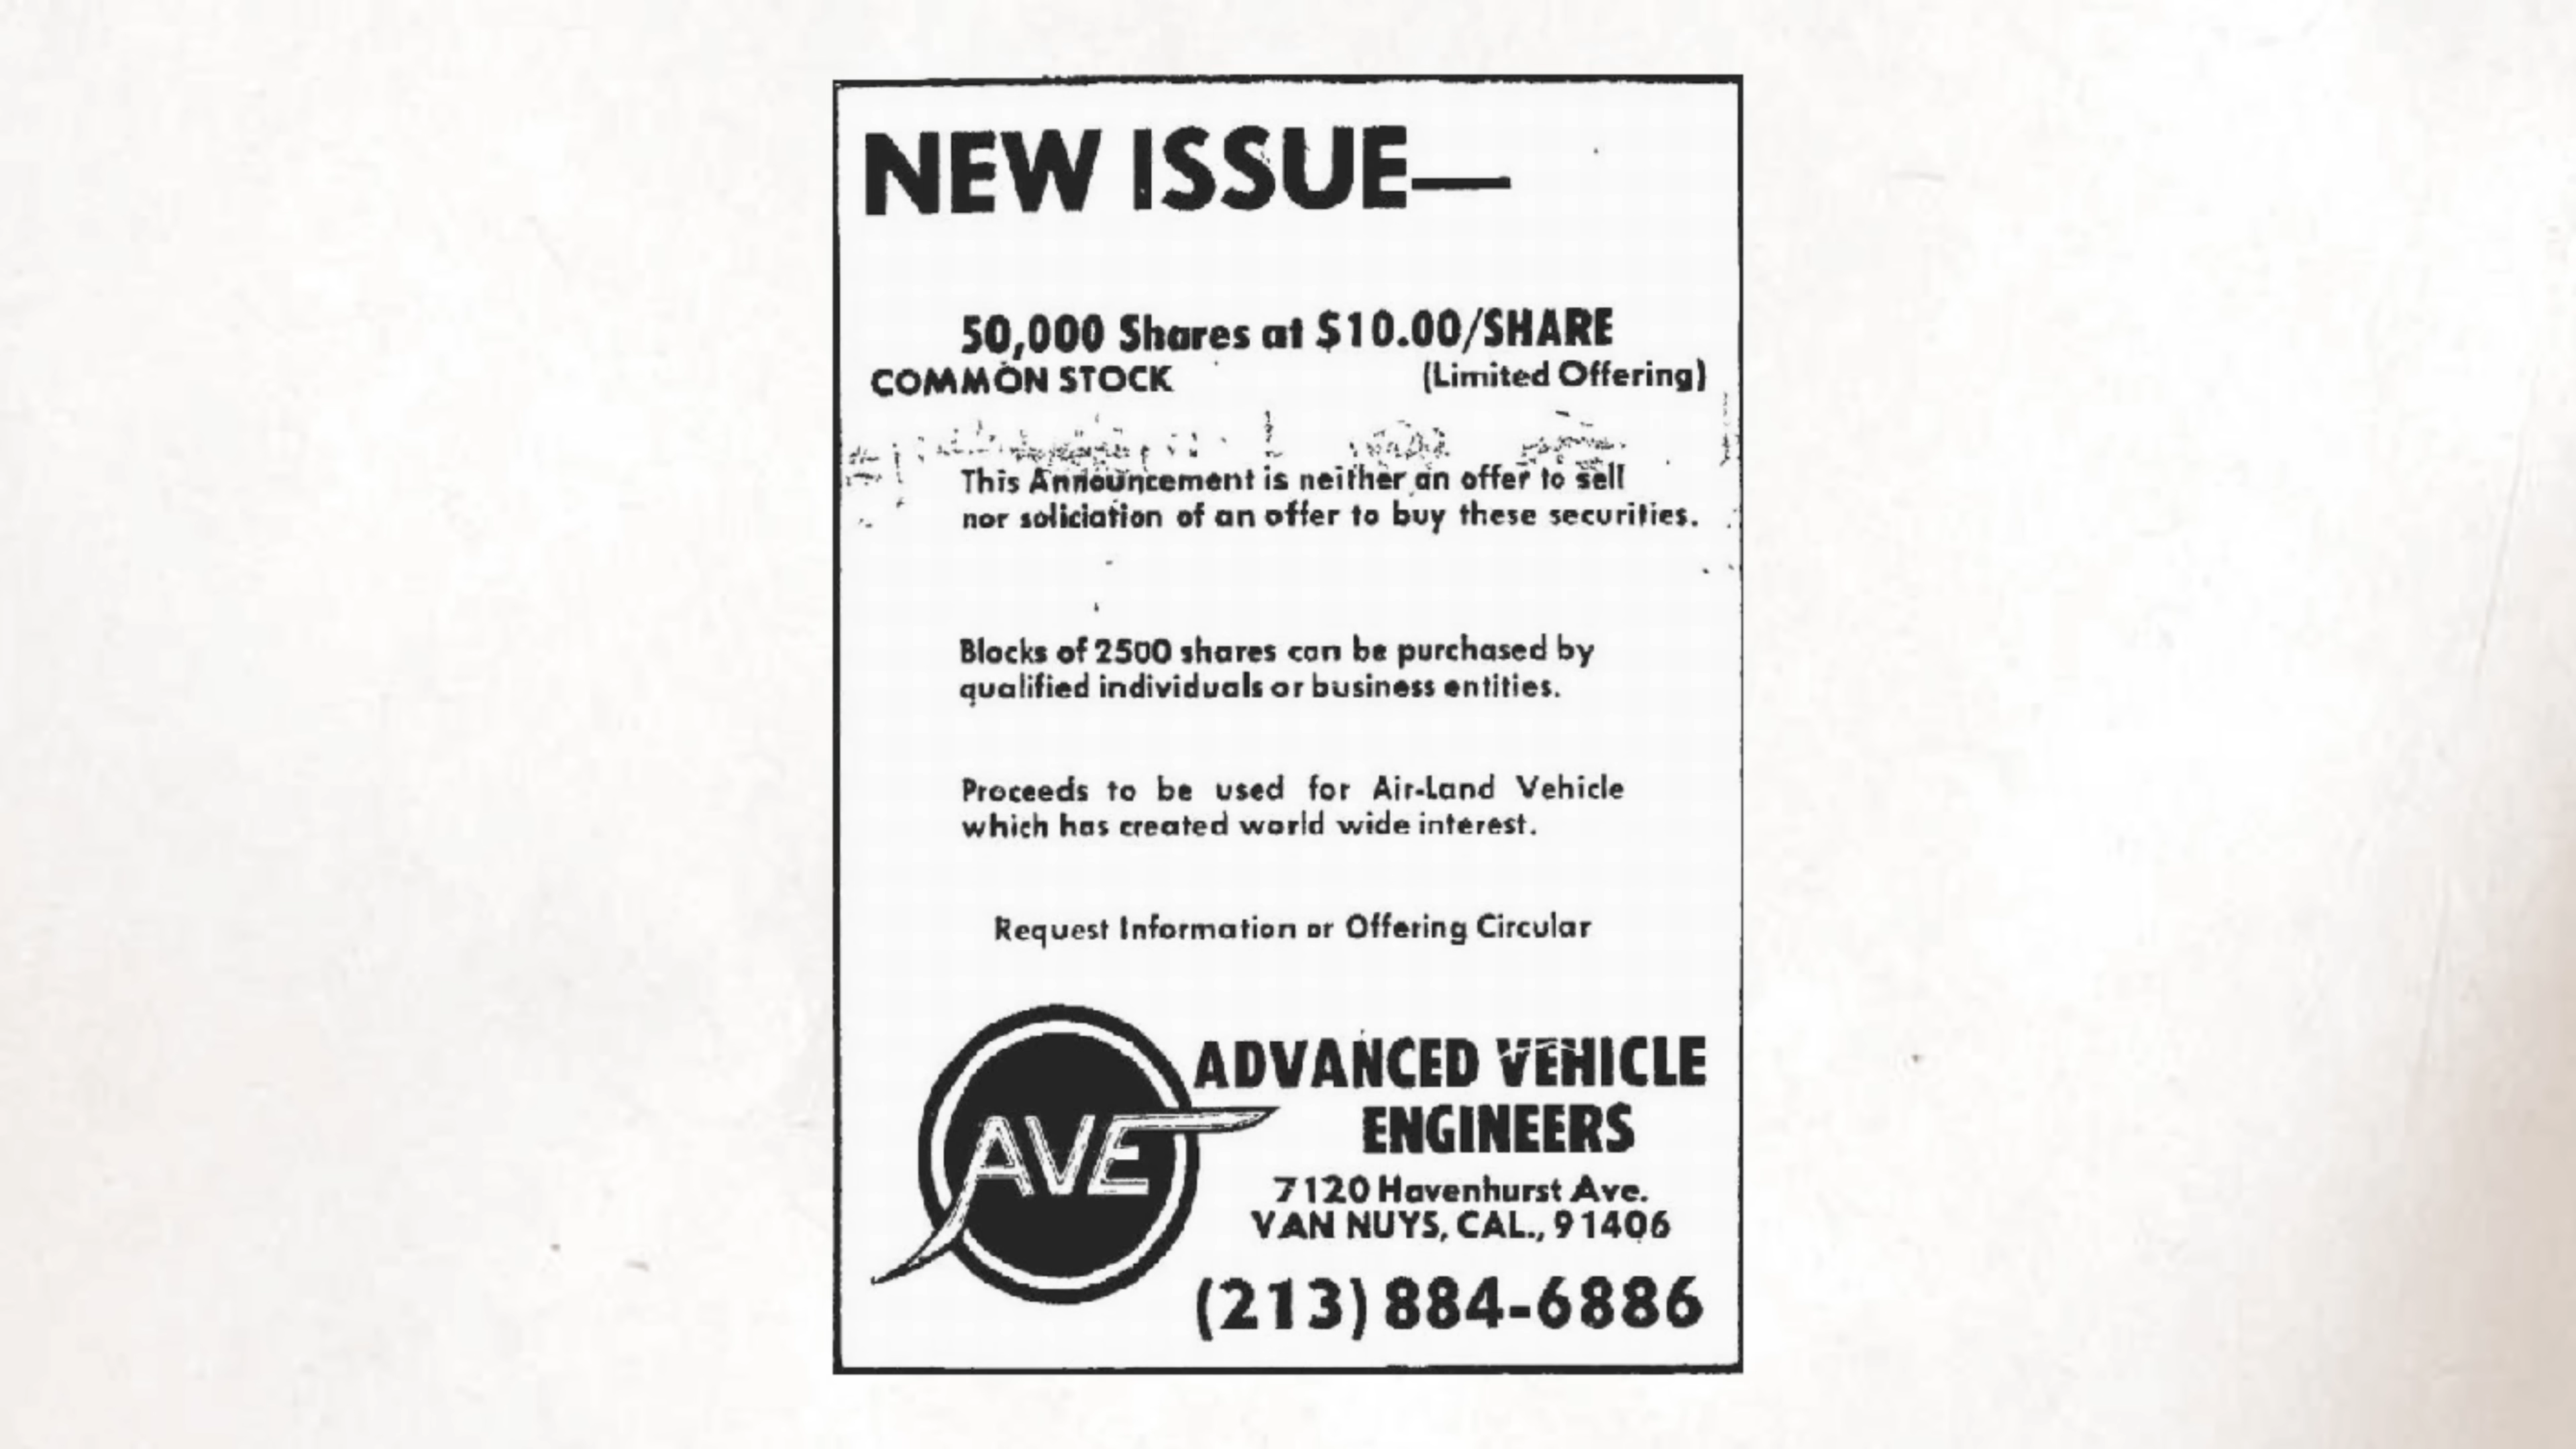 NEW ISSUE—
50,000 Shares at $10.00/SHARE
COMMON STOCK (Limited Offering)
This Announcement is neither an offer to sell
nor soliciation of an offer to buy these securities.
Blocks of 2500 shares can be purchased by
qualified individuals or business entities.
Proceeds to be used for Air-Land Vehicle
which has created world wide interest.
Request Information or Offering Circular
AVE
ADVANCED VEHICLE
ENGINEERS
7120 Havenhurst Ave.
VAN NUYS, CAL., 91406
(213) 884-6886